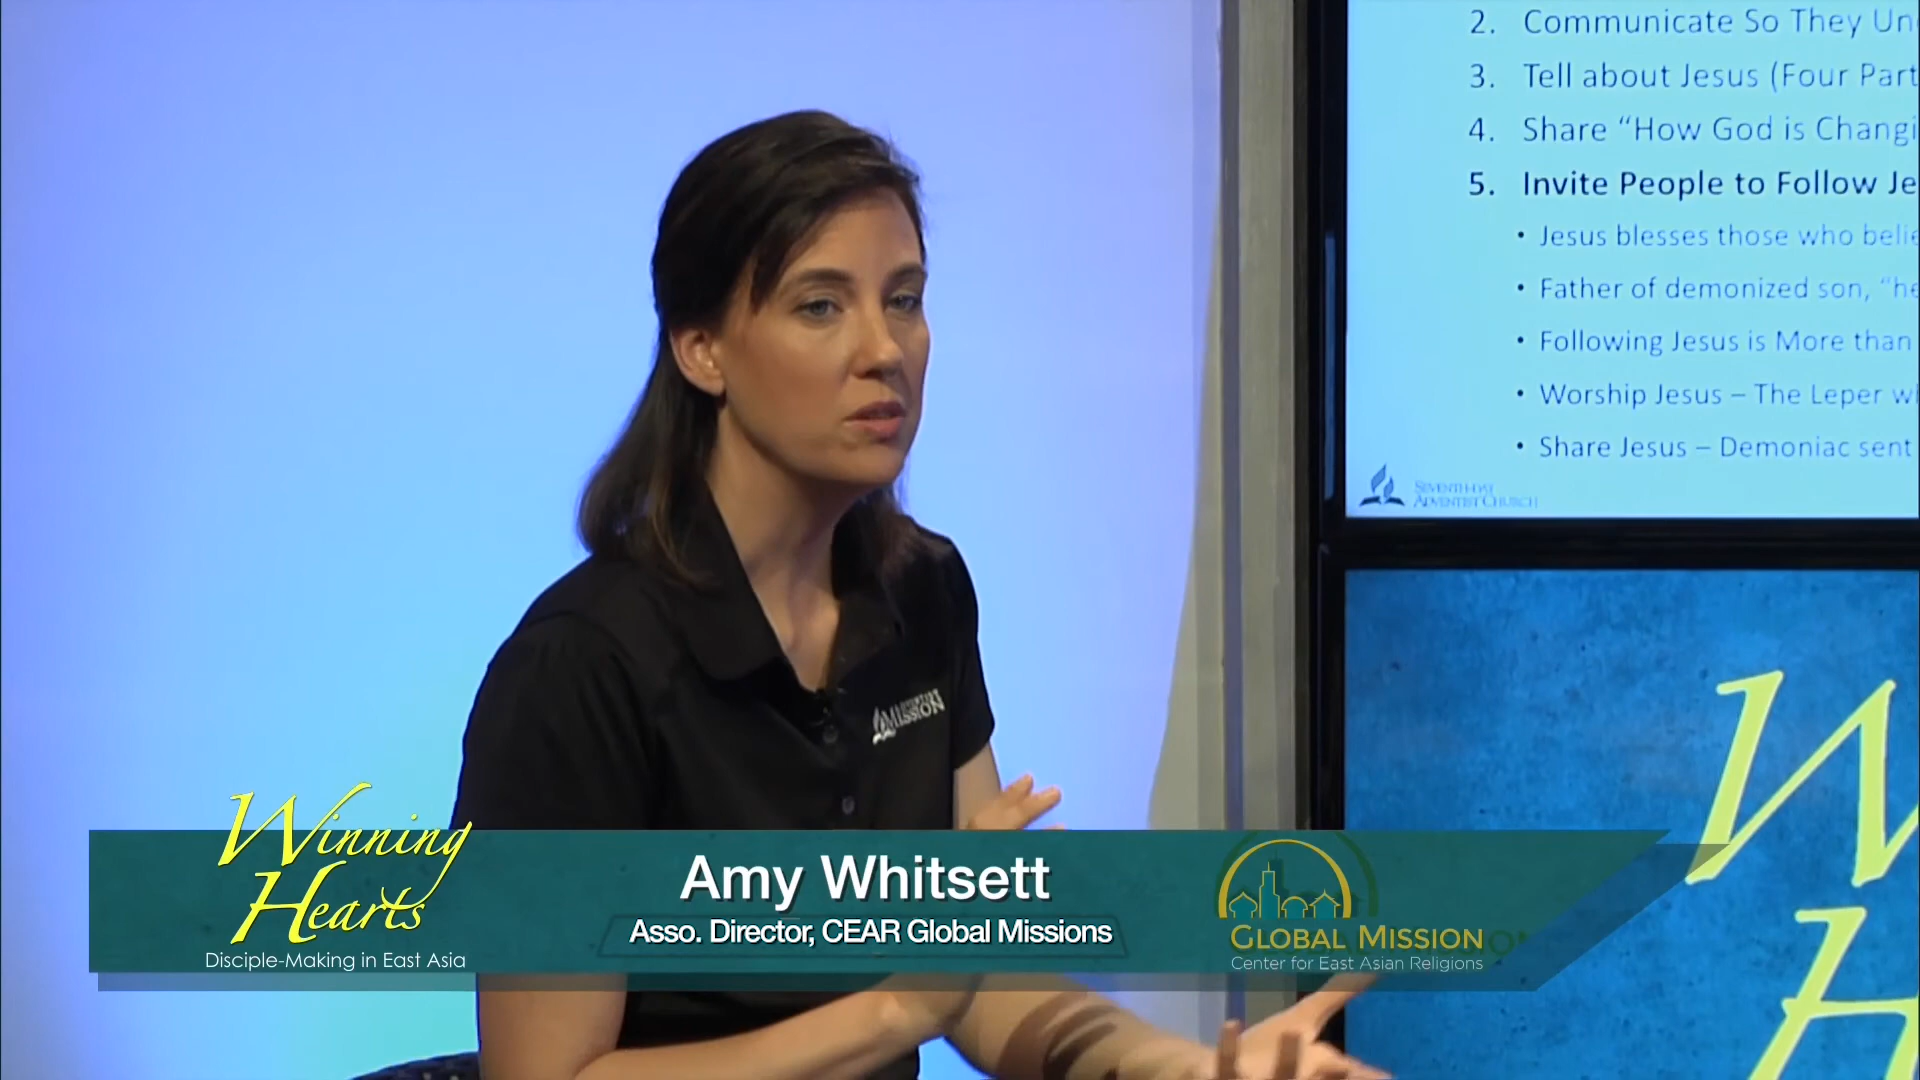 2. Communicate So They Un
3. Tell about Jesus (Four Part
4. Share “How God is Changi
5. Invite People to Follow Je
• Jesus blesses those who belie
• Father of demonized son, “he
• Following Jesus is More than
• Worship Jesus – The Leper wh
• Share Jesus – Demoniac sent
SEVENTH-DAY
ADVENTIST CHURCH
MISSION
W
H
Winning
Hearts
Disciple-Making in East Asia
Amy Whitsett
Asso. Director, CEAR Global Missions
GLOBAL MISSION
Center for East Asian Religions